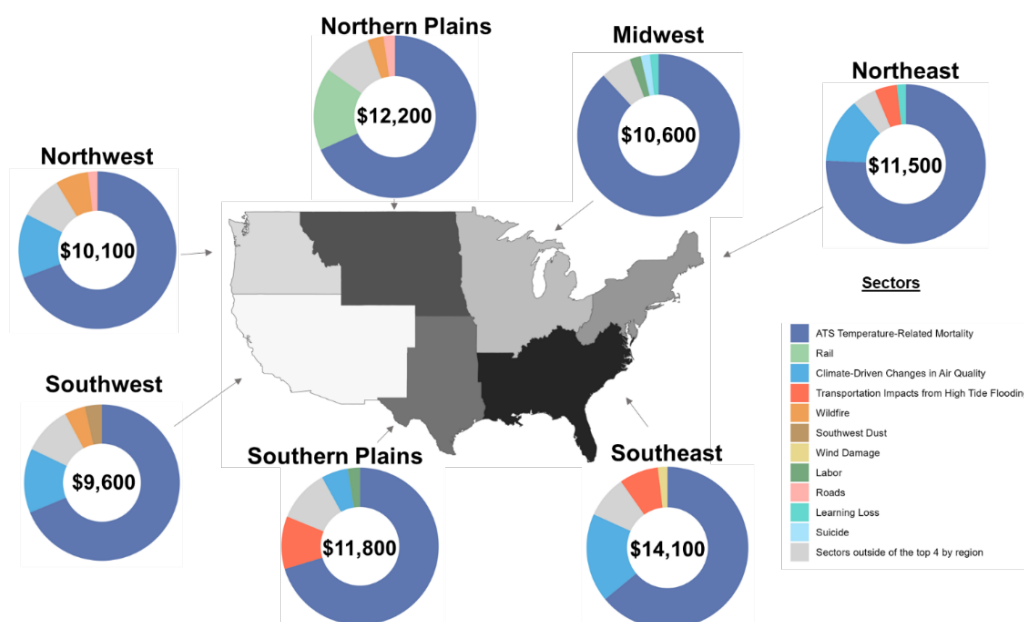 Northern Plains
$12,200
Midwest
$10,600
Northeast
$11,500
Northwest
$10,100
Southwest
$9,600
Southern Plains
$11,800
Southeast
$14,100
Sectors
ATS Temperature-Related Mortality
Rail
Climate-Driven Changes in Air Quality
Transportation Impacts from High Tide Floodin
Wildfire
Southwest Dust
Wind Damage
Labor
Roads
Learning Loss
Suicide
Sectors outside of the top 4 by region